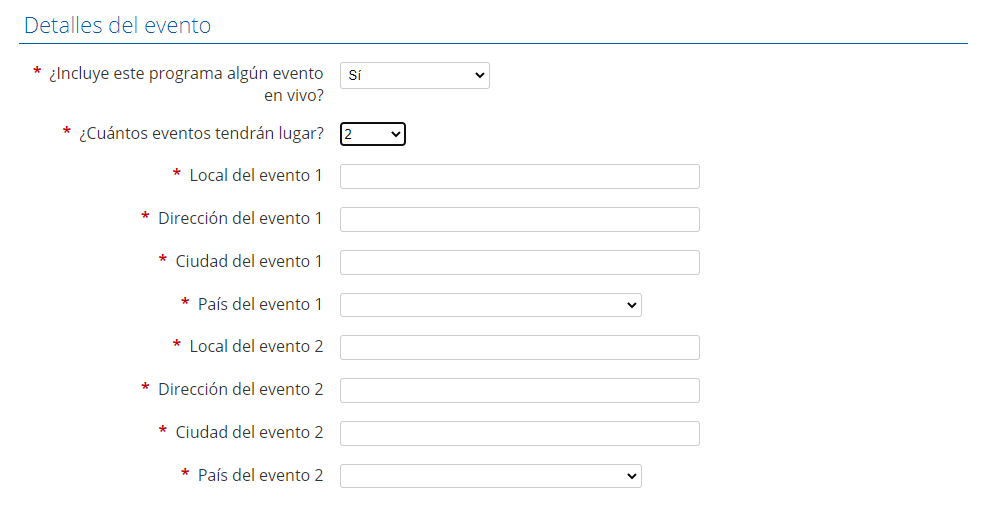 Detalles del evento
* ¿Incluye este programa algún evento
en vivo?
Sí
* ¿Cuántos eventos tendrán lugar?
2
* Local del evento 1
* Dirección del evento 1
* Ciudad del evento 1
* País del evento 1
* Local del evento 2
* Dirección del evento 2
* Ciudad del evento 2
* País del evento 2